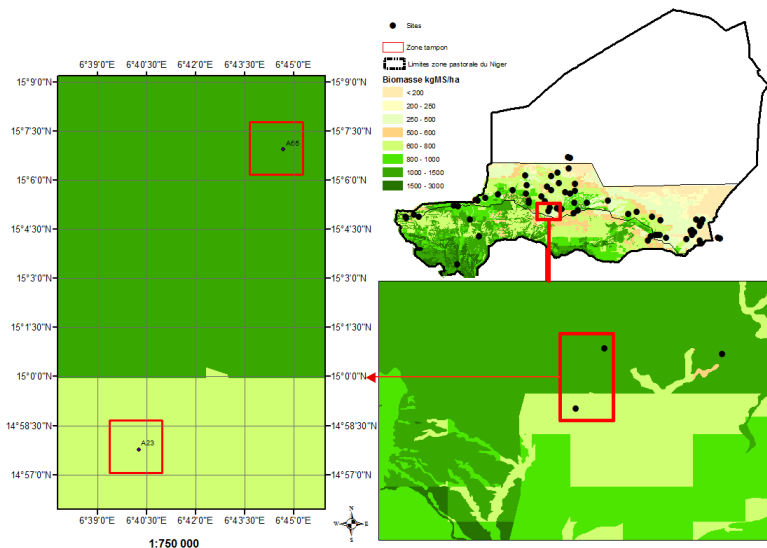 6°39'0"E 6°40'30"E 6°42'0"E 6°43'30"E 6°45'0"E
15°9'0"N 15°9'0"N
15°7'30"N 15°7'30"N
A68
15°6'0"N 15°6'0"N
15°4'30"N 15°4'30"N
15°3'0"N 15°3'0"N
15°1'30"N 15°1'30"N
15°0'0"N 15°0'0"N
14°58'30"N 14°58'30"N
A23
14°57'0"N 14°57'0"N
6°39'0"E 6°40'30"E 6°42'0"E 6°43'30"E 6°45'0"E
1:750 000
N
W E
S
Sites
Zone tampon
Limites zone pastorale du Niger
Biomasse kgMS/ha
< 200
200 - 250
250 - 500
500 - 600
600 - 800
800 - 1000
1000 - 1500
1500 - 3000